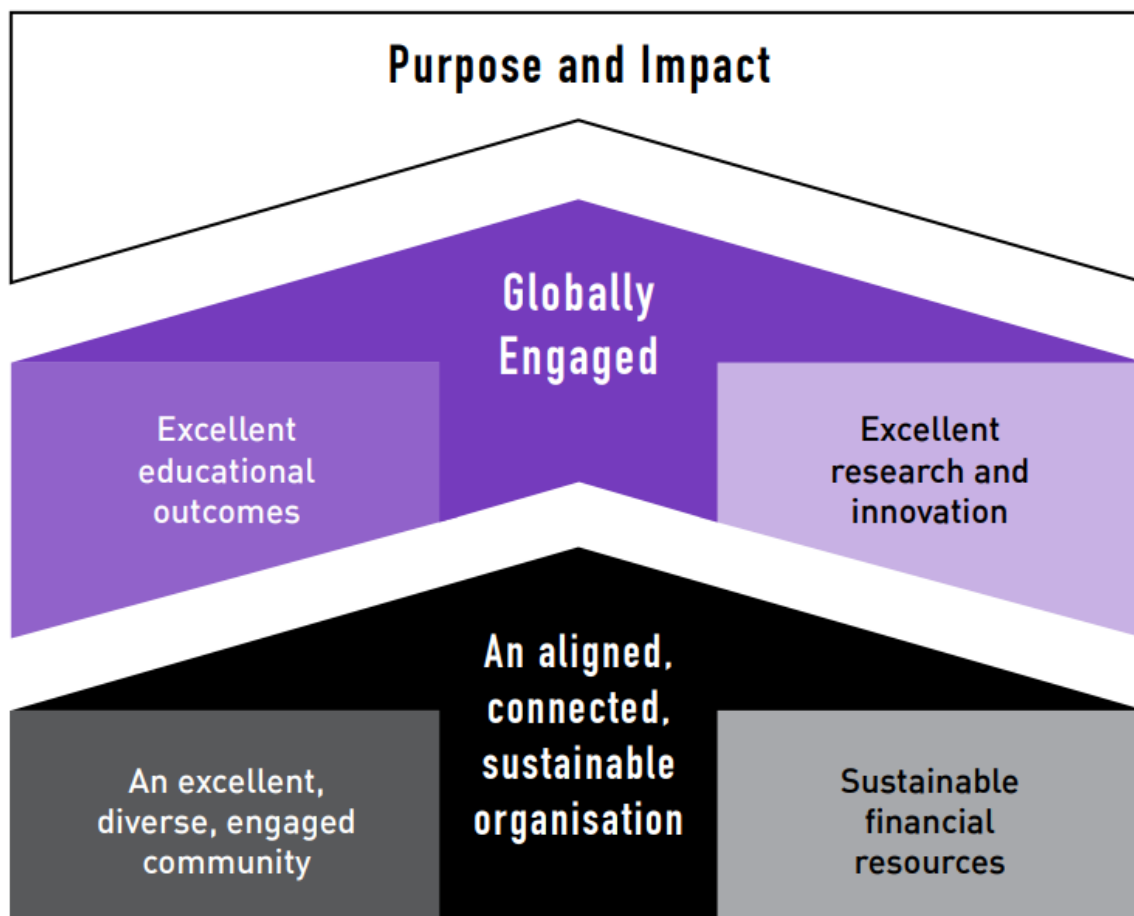 Purpose and Impact
Globally
Engaged
Excellent
educational
outcomes
Excellent
research and
innovation
An aligned,
connected,
sustainable
organisation
An excellent,
diverse, engaged
community
Sustainable
financial
resources